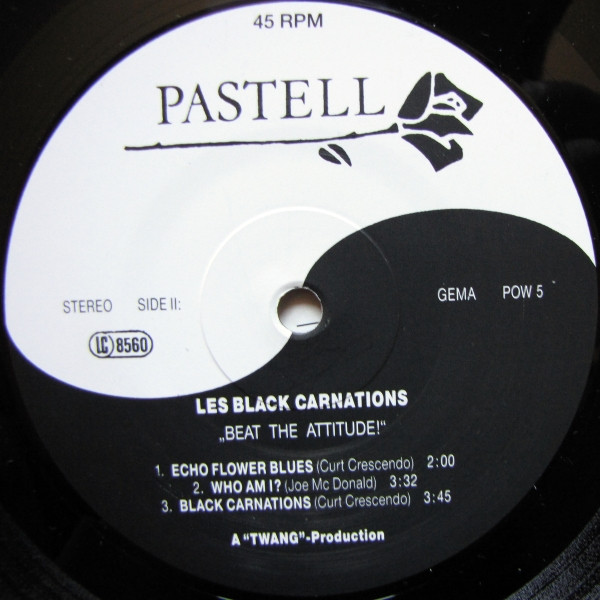 45 RPM
PASTELL
STEREO SIDE II:
GEMA POW 5
LC 8560
LES BLACK CARNATIONS
„BEAT THE ATTITUDE!“
1. ECHO FLOWER BLUES (Curt Crescendo) 2:00
2. WHO AM I? (Joe Mc Donald) 3:32
3. BLACK CARNATIONS (Curt Crescendo) 3:45
A “TWANG”-Production